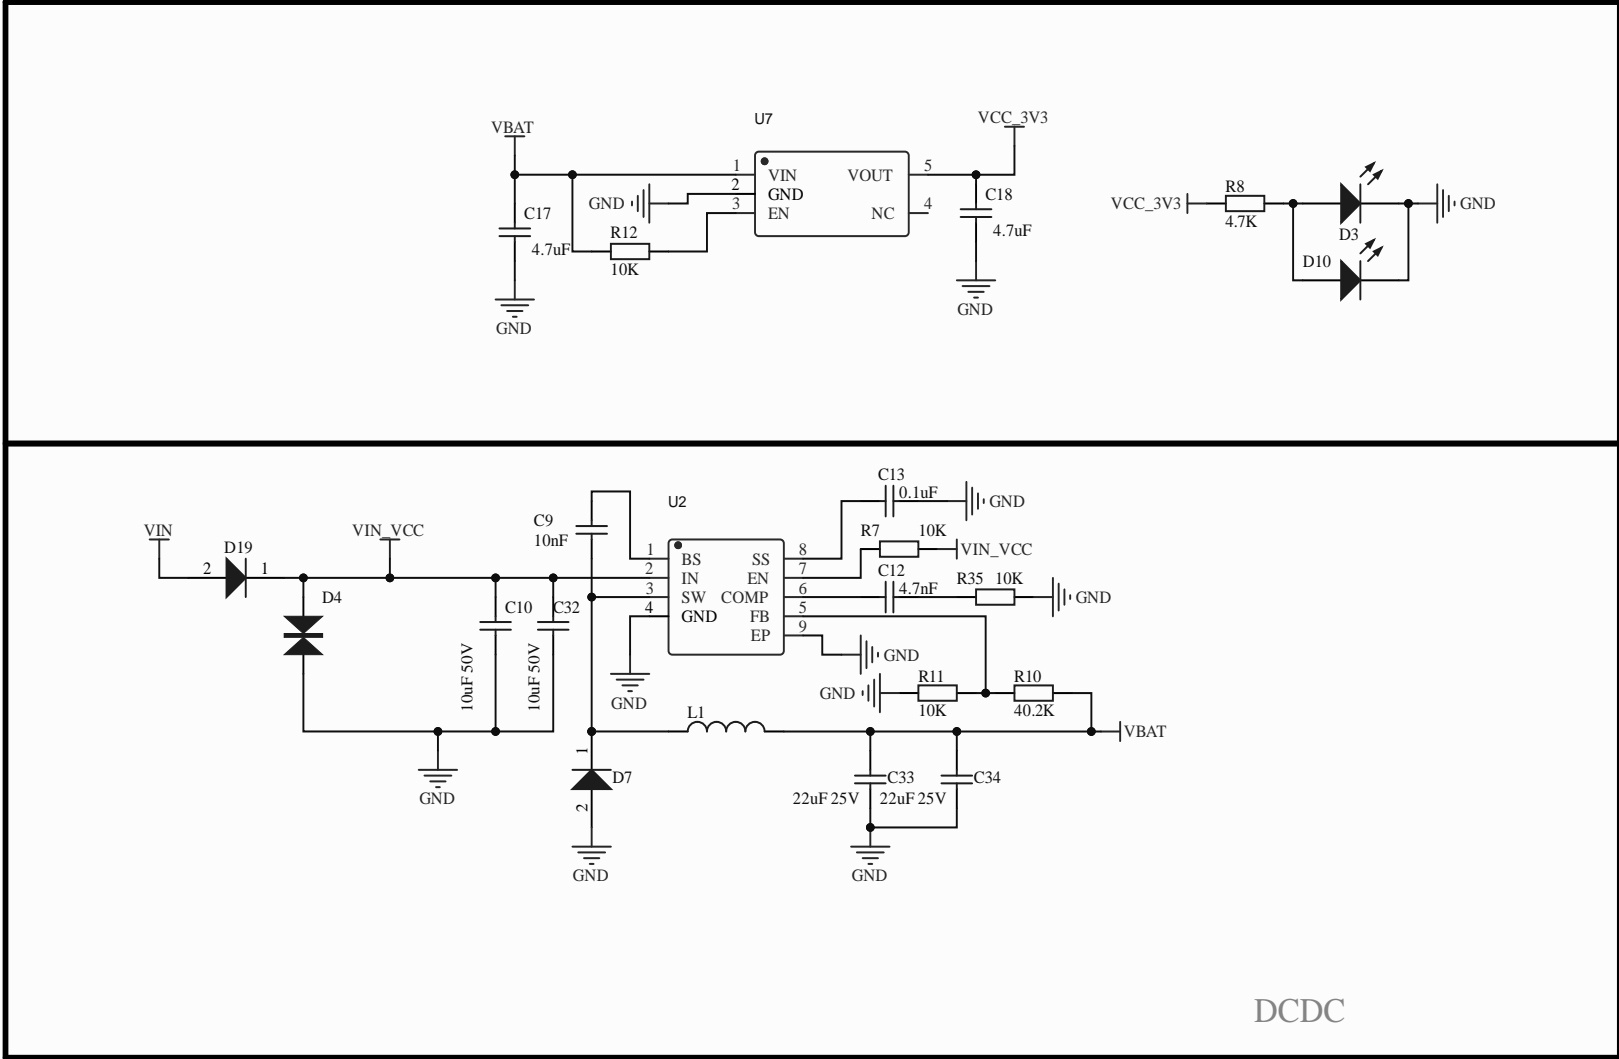 U7
VBAT
VCC_3V3
1
VIN
VOUT
5
2
GND
3
EN
NC
4
GND
C17
4.7uF
R12
10K
C18
4.7uF
GND
GND
VCC_3V3
R8
4.7K
D3
D10
GND
U2
C13
0.1uF
GND
VIN
VIN_VCC
C9
10nF
R7
10K
VIN_VCC
D19
2
1
1
BS
SS
8
2
IN
EN
7
3
SW
COMP
6
4
GND
FB
5
EP
9
C12
4.7nF
R35
10K
GND
D4
C10
C32
10uF 50V
10uF 50V
GND
GND
GND
R11
10K
R10
40.2K
L1
VBAT
1
D7
2
GND
GND
C33
22uF 25V
C34
22uF 25V
GND
DCDC